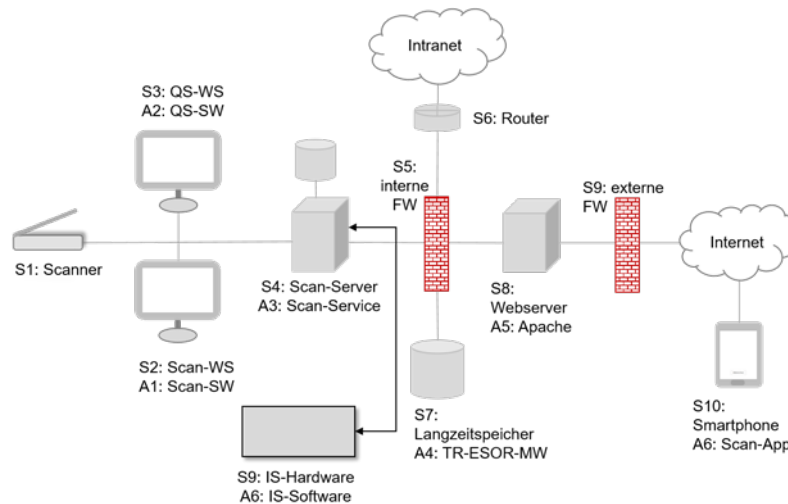 Intranet
S3: QS-WS
A2: QS-SW
S6: Router
S5:
interne
FW
S9: externe
FW
Internet
S1: Scanner
S4: Scan-Server
A3: Scan-Service
S8:
Webserver
A5: Apache
S2: Scan-WS
A1: Scan-SW
S7:
Langzeitspeicher
A4: TR-ESOR-MW
S10:
Smartphone
A6: Scan-App
S9: IS-Hardware
A6: IS-Software